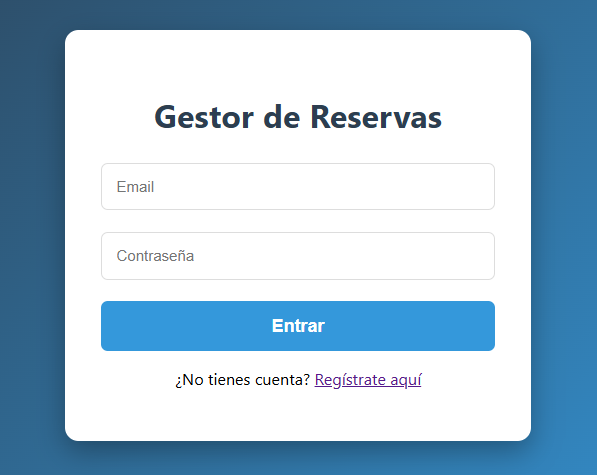 Gestor de Reservas
Email
Contraseña
Entrar
¿No tienes cuenta? Regístrate aquí